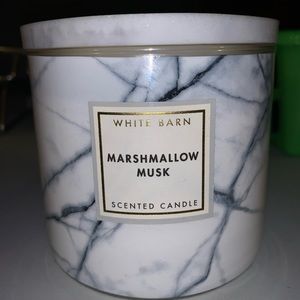 WHITE BARN
MARSHMALLOW
MUSK
SCENTED CANDLE